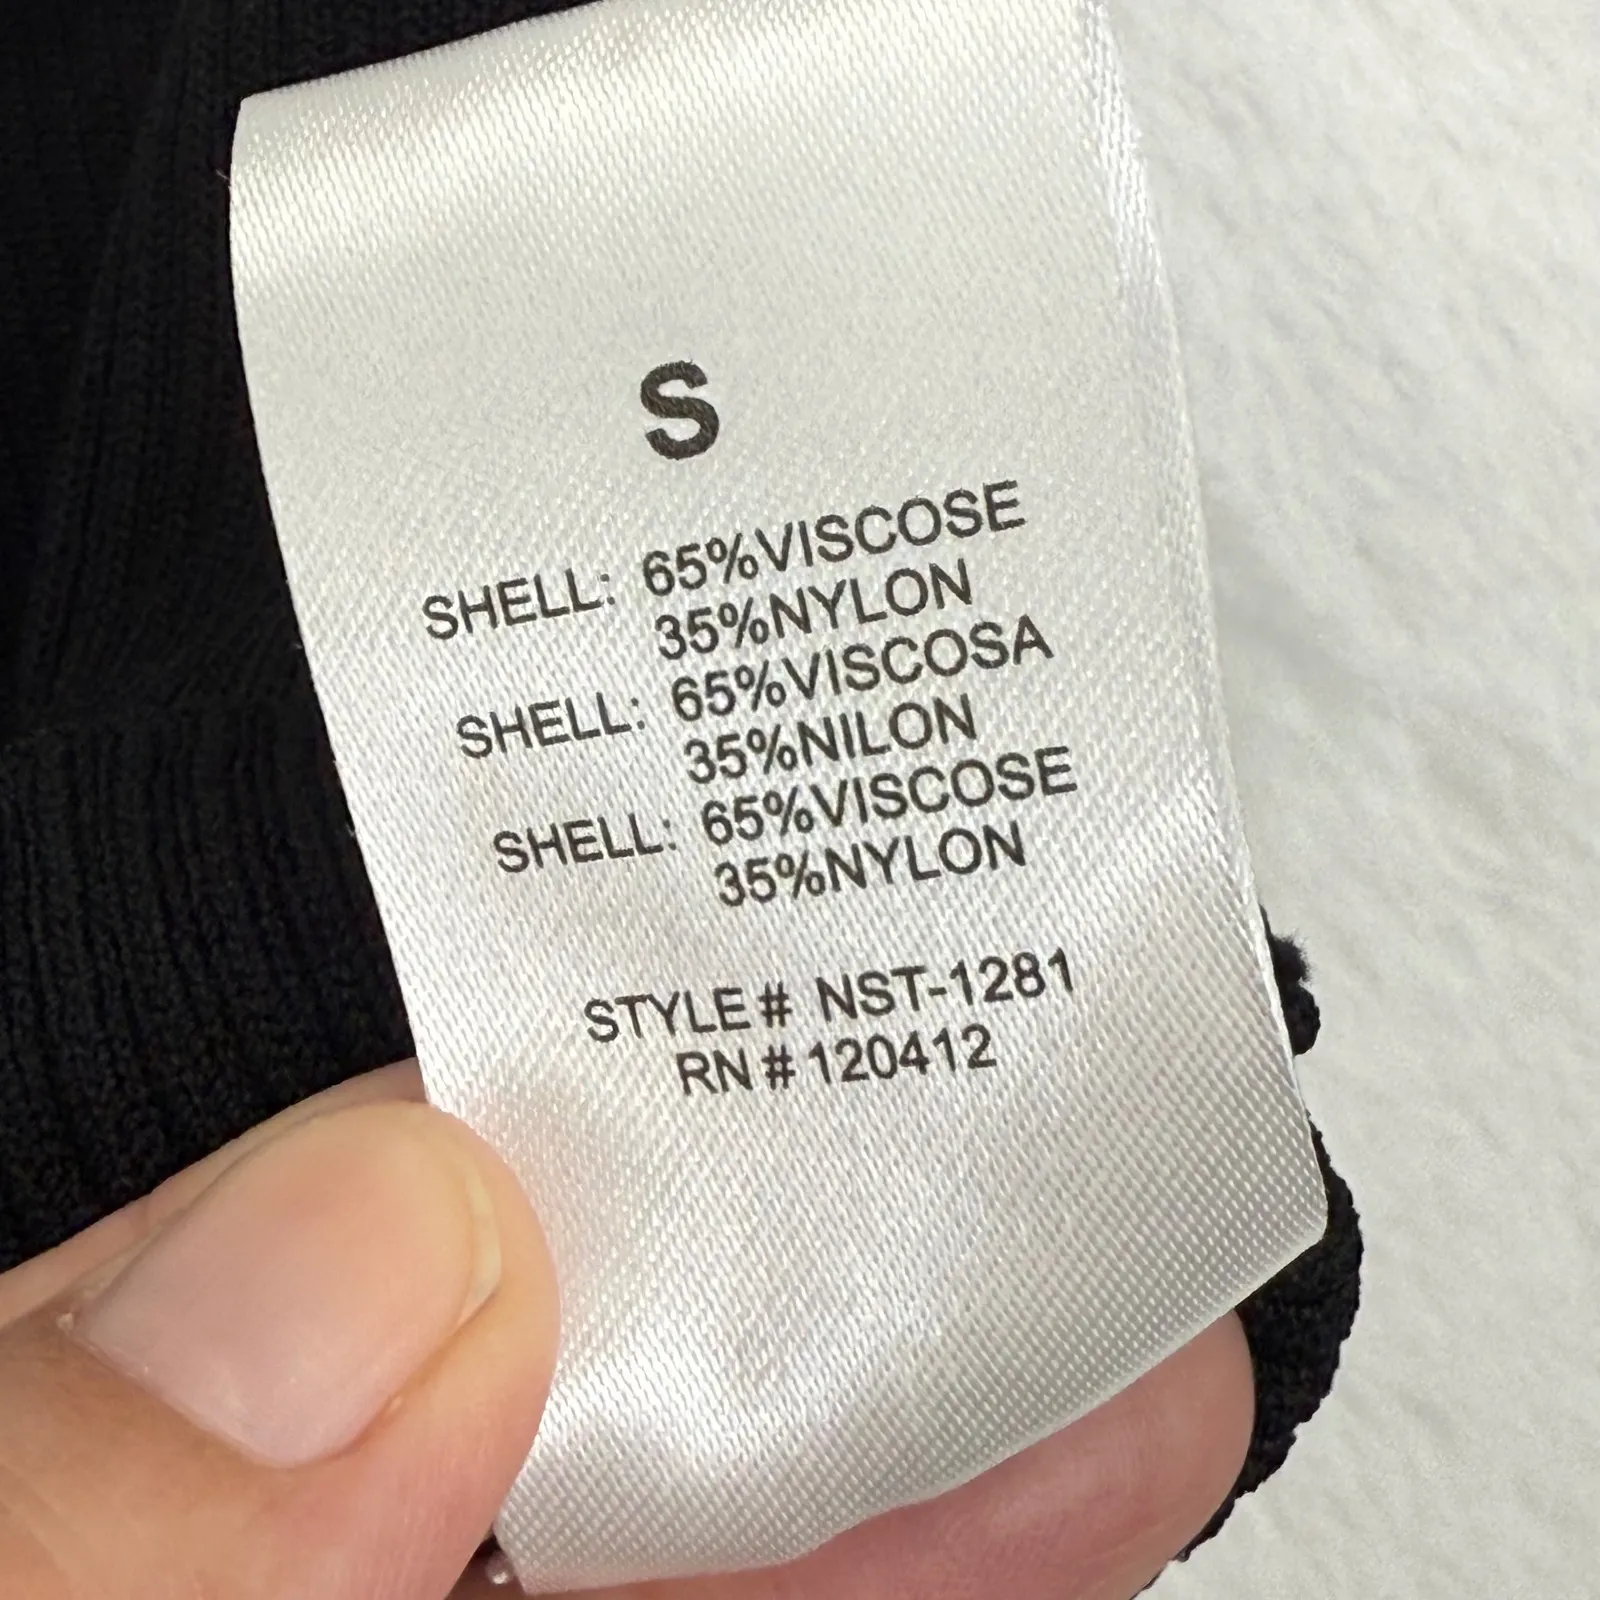 S
SHELL: 65%VISCOSE
35%NYLON
SHELL: 65%VISCOSA
35%NILON
SHELL: 65%VISCOSE
35%NYLON
STYLE# NST-1281
RN#120412